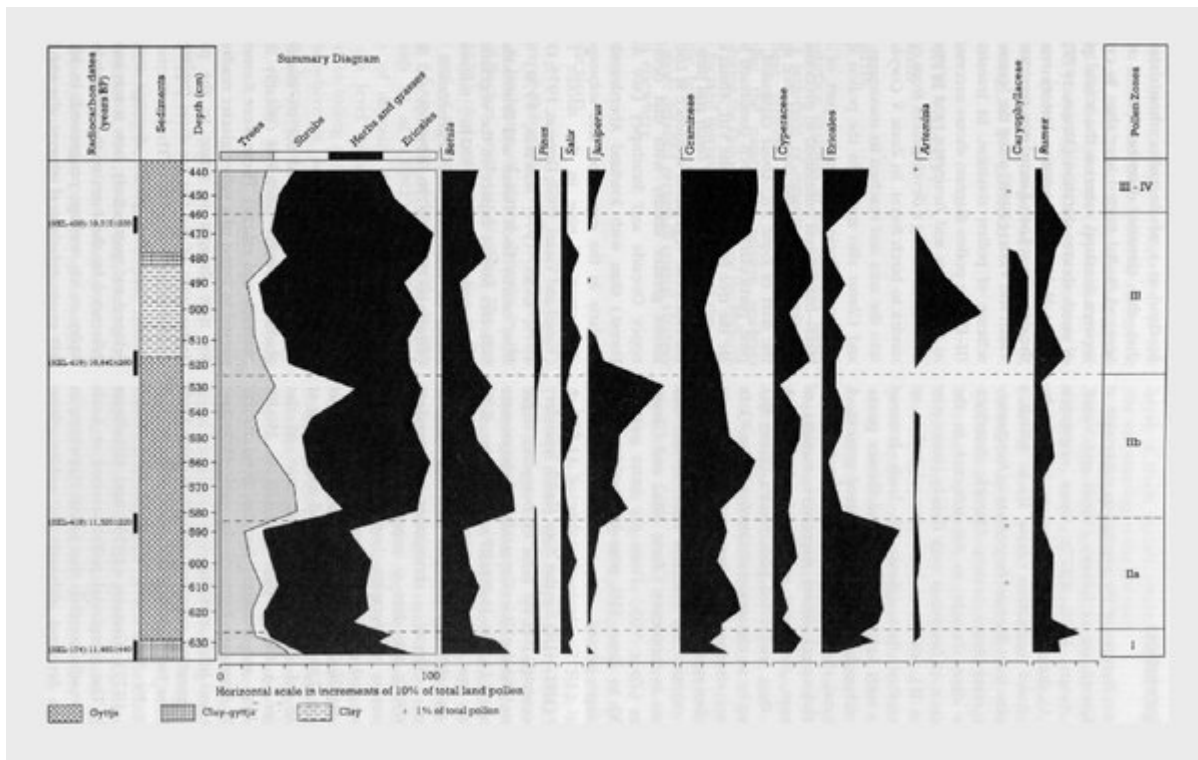 Summary Diagram
Radiocarbon dates
(years BP)
Sediments
Depth (cm)
Trees
Shrubs
Herbs and grasses
Ericales
Betula
Pinus
Salix
Juniperus
Gramineae
Cyperaceae
Ericales
Artemisia
Caryophyllaceae
Rumex
Pollen Zones
440
450
460
470
480
490
500
510
520
530
540
550
560
570
580
590
600
610
620
630
III - IV
III
IIb
IIa
I
0
100
Horizontal scale in increments of 10% of total land pollen
Gyttja
Clay-gyttja
Clay
+ 1% of total pollen